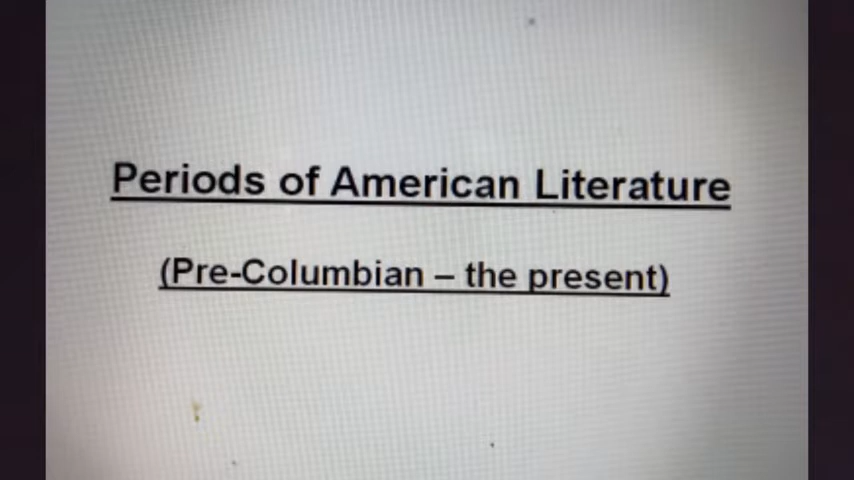 Periods of American Literature
(Pre-Columbian – the present)